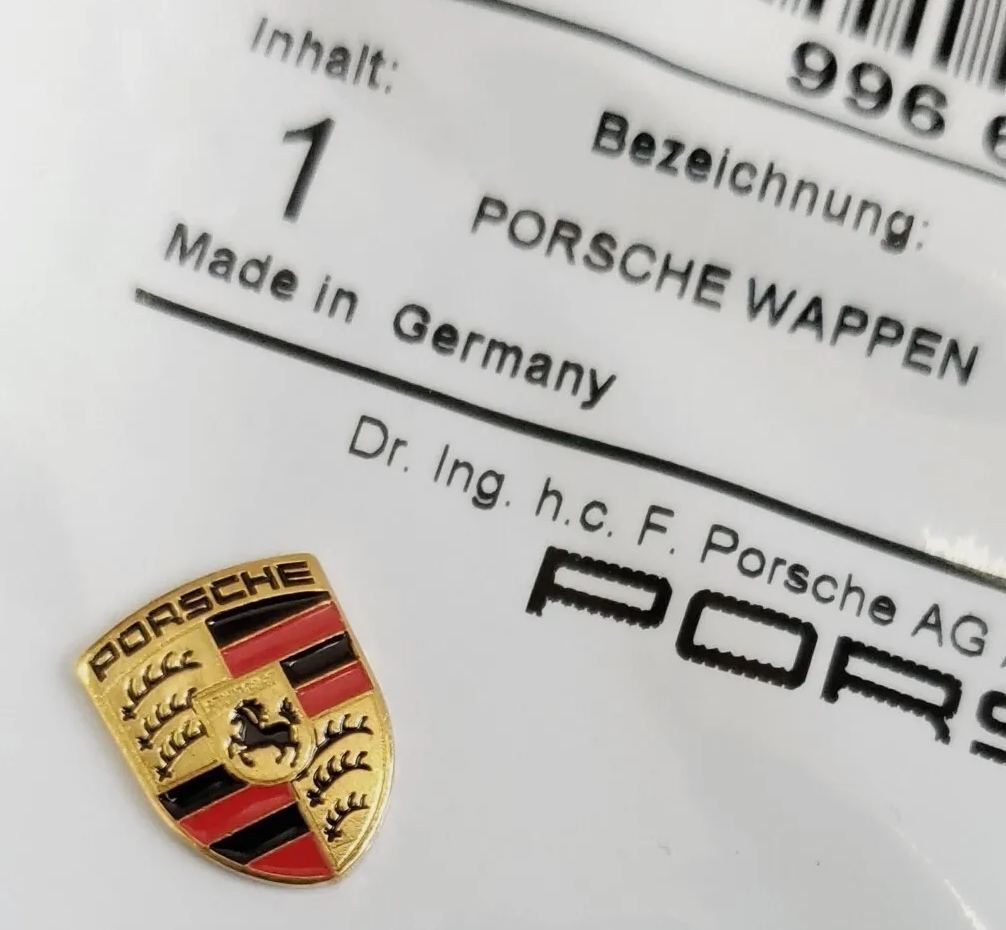 996
Inhalt:
Bezeichnung:
1
PORSCHE WAPPEN
Made in Germany
Dr. Ing. h.c. F. Porsche AG
PORS
PORSCHE